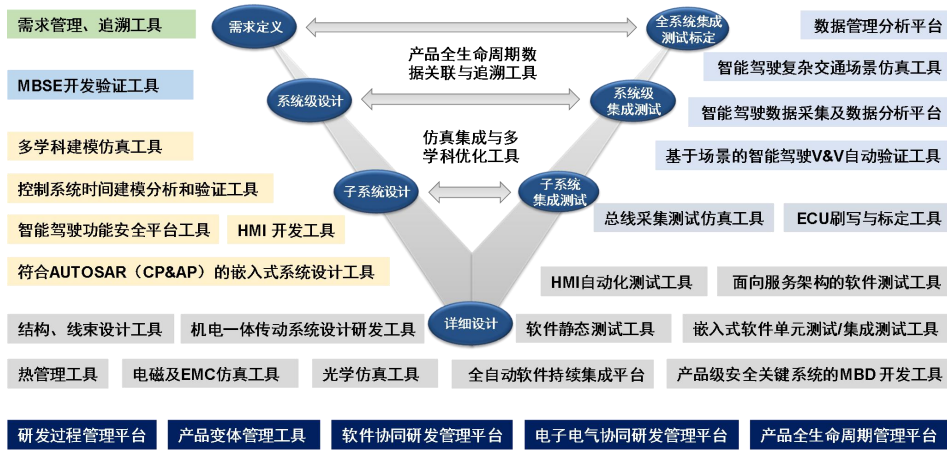 需求管理、追溯工具
需求定义
全系统集成
测试标定
数据管理分析平台
产品全生命周期数
据关联与追溯工具
智能驾驶复杂交通场景仿真工具
MBSE开发验证工具
系统级设计
系统级
集成测试
智能驾驶数据采集及数据分析平台
仿真集成与多
学科优化工具
多学科建模仿真工具
基于场景的智能驾驶V&V自动验证工具
控制系统时间建模分析和验证工具
子系统设计
子系统
集成测试
智能驾驶功能安全平台工具
HMI 开发工具
总线采集测试仿真工具
ECU刷写与标定工具
符合AUTOSAR（CP&AP）的嵌入式系统设计工具
HMI自动化测试工具
面向服务架构的软件测试工具
结构、线束设计工具
机电一体传动系统设计研发工具
详细设计
软件静态测试工具
嵌入式软件单元测试/集成测试工具
热管理工具
电磁及EMC仿真工具
光学仿真工具
全自动软件持续集成平台
产品级安全关键系统的MBD 开发工具
研发过程管理平台
产品变体管理工具
软件协同研发管理平台
电子电气协同研发管理平台
产品全生命周期管理平台